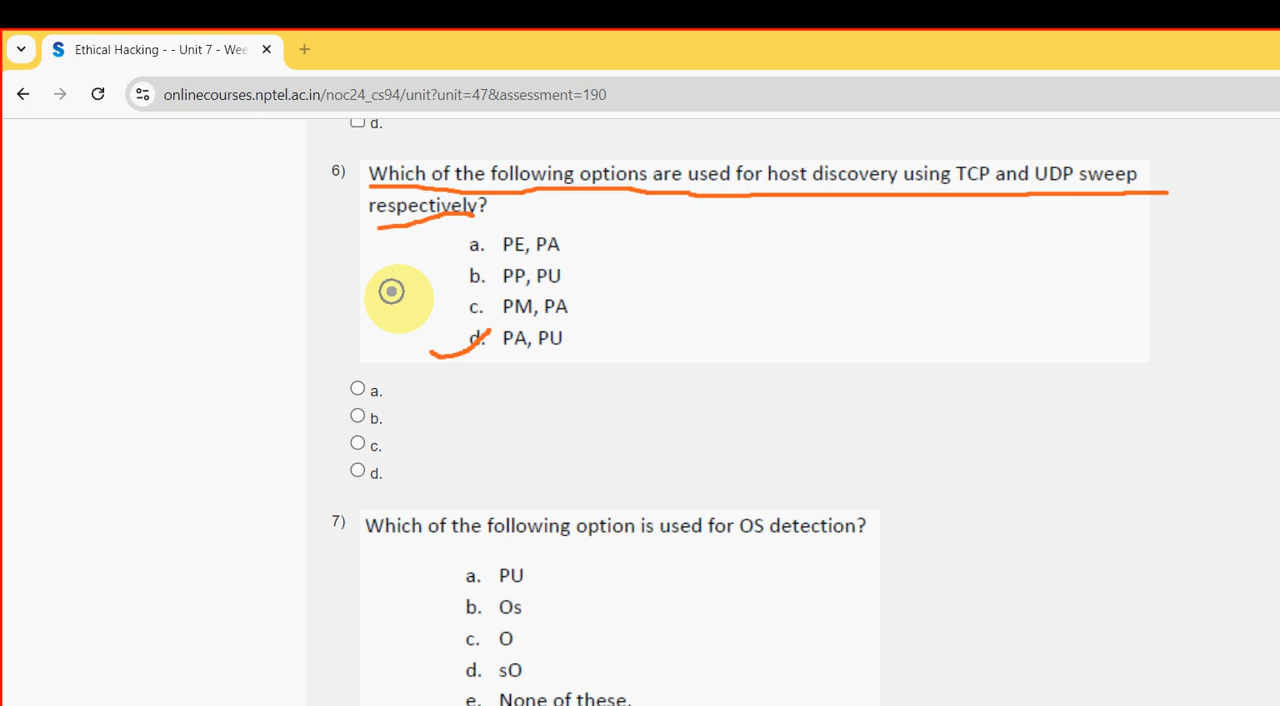 Ethical Hacking - - Unit 7 - Wee
onlinecourses.nptel.ac.in/noc24_cs94/unit?unit=47&assessment=190
d.
6) Which of the following options are used for host discovery using TCP and UDP sweep
respectively?
a. PE, PA
b. PP, PU
c. PM, PA
d. PA, PU
a.
b.
c.
d.
7) Which of the following option is used for OS detection?
a. PU
b. Os
c. O
d. sO
e. None of these.